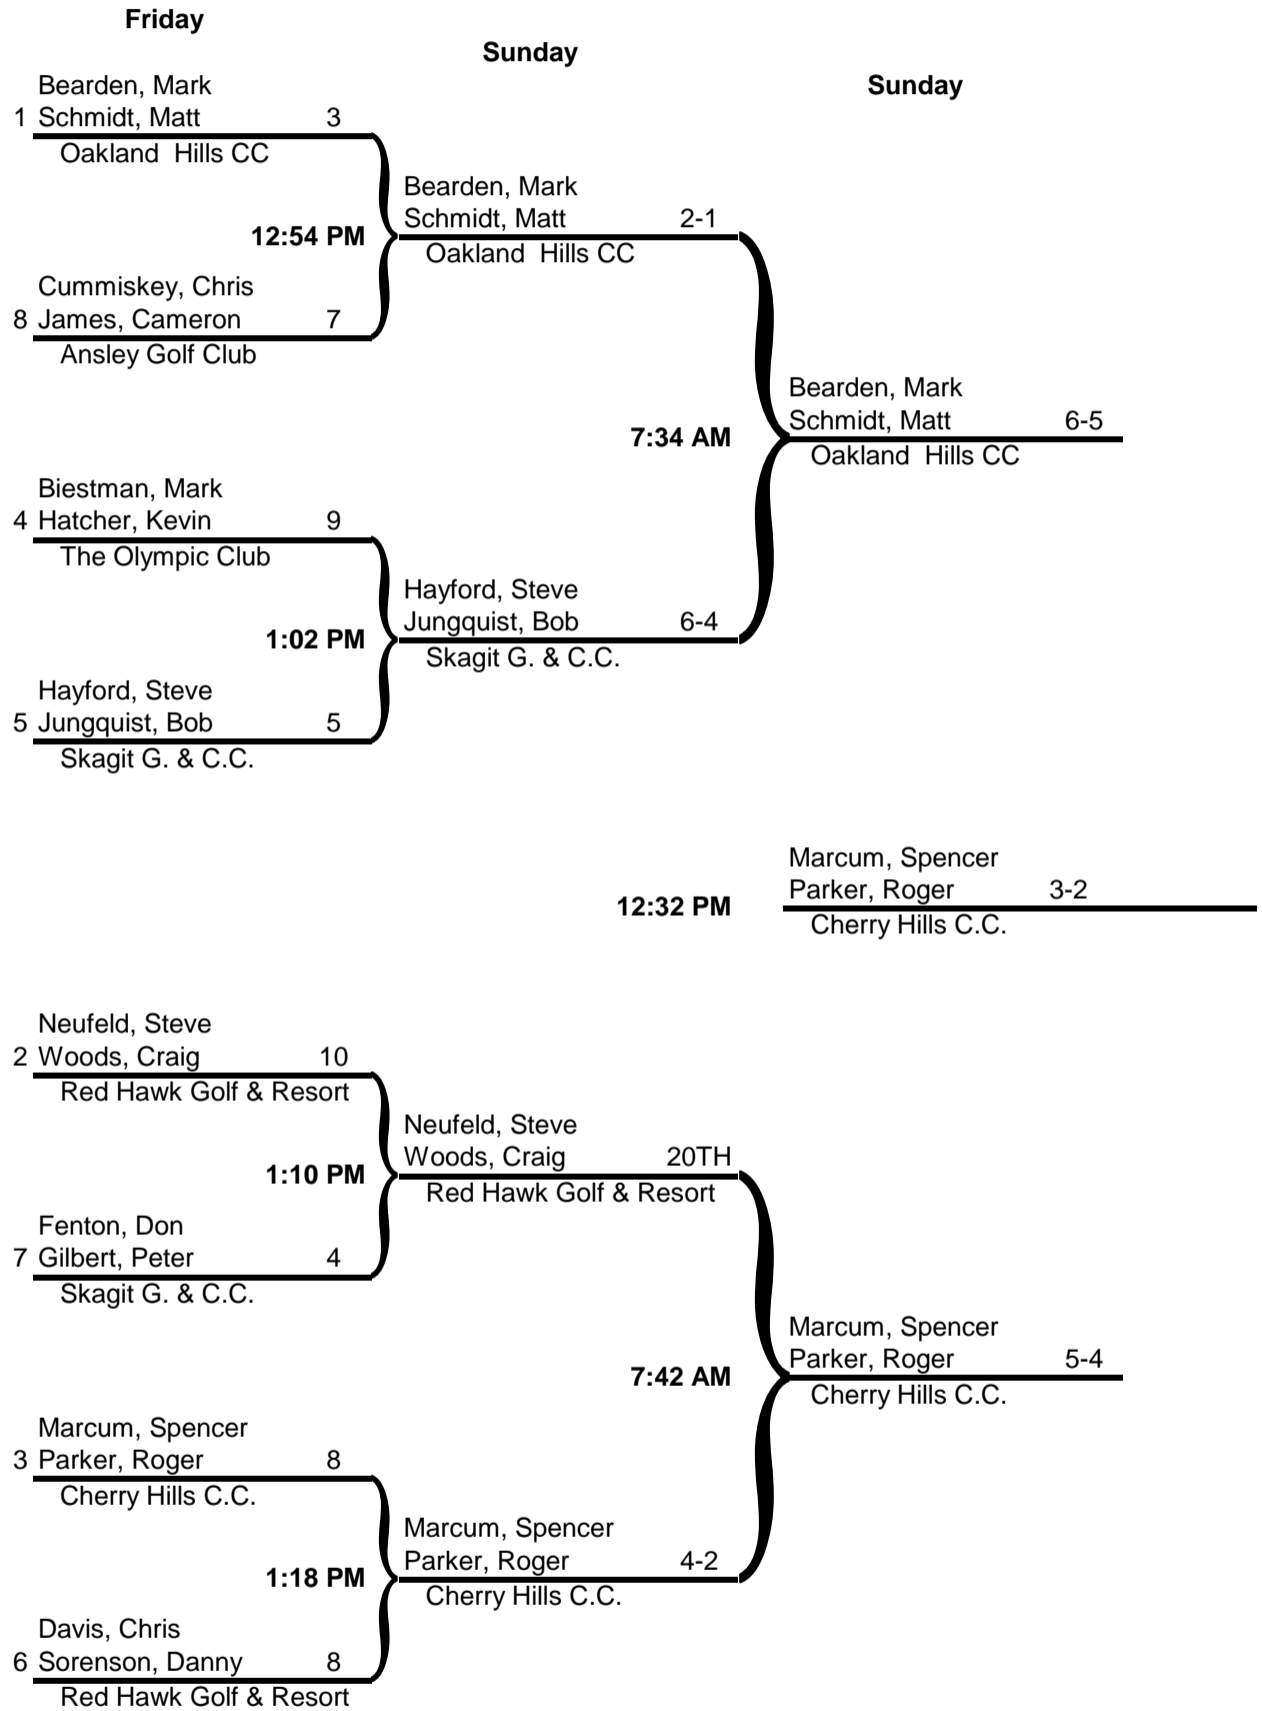 Friday
Sunday
Sunday
Bearden, Mark
1 Schmidt, Matt 3
Oakland Hills CC
Bearden, Mark
Schmidt, Matt 2-1
12:54 PM
Oakland Hills CC
Cummiskey, Chris
8 James, Cameron 7
Ansley Golf Club
Bearden, Mark
Schmidt, Matt 6-5
7:34 AM
Oakland Hills CC
Biestman, Mark
4 Hatcher, Kevin 9
The Olympic Club
Hayford, Steve
Jungquist, Bob 6-4
1:02 PM
Skagit G. & C.C.
Hayford, Steve
5 Jungquist, Bob 5
Skagit G. & C.C.
Marcum, Spencer
Parker, Roger 3-2
12:32 PM
Cherry Hills C.C.
Neufeld, Steve
2 Woods, Craig 10
Red Hawk Golf & Resort
Neufeld, Steve
Woods, Craig 20TH
1:10 PM
Red Hawk Golf & Resort
Fenton, Don
7 Gilbert, Peter 4
Skagit G. & C.C.
Marcum, Spencer
Parker, Roger 5-4
7:42 AM
Cherry Hills C.C.
Marcum, Spencer
3 Parker, Roger 8
Cherry Hills C.C.
Marcum, Spencer
Parker, Roger 4-2
1:18 PM
Cherry Hills C.C.
Davis, Chris
6 Sorenson, Danny 8
Red Hawk Golf & Resort